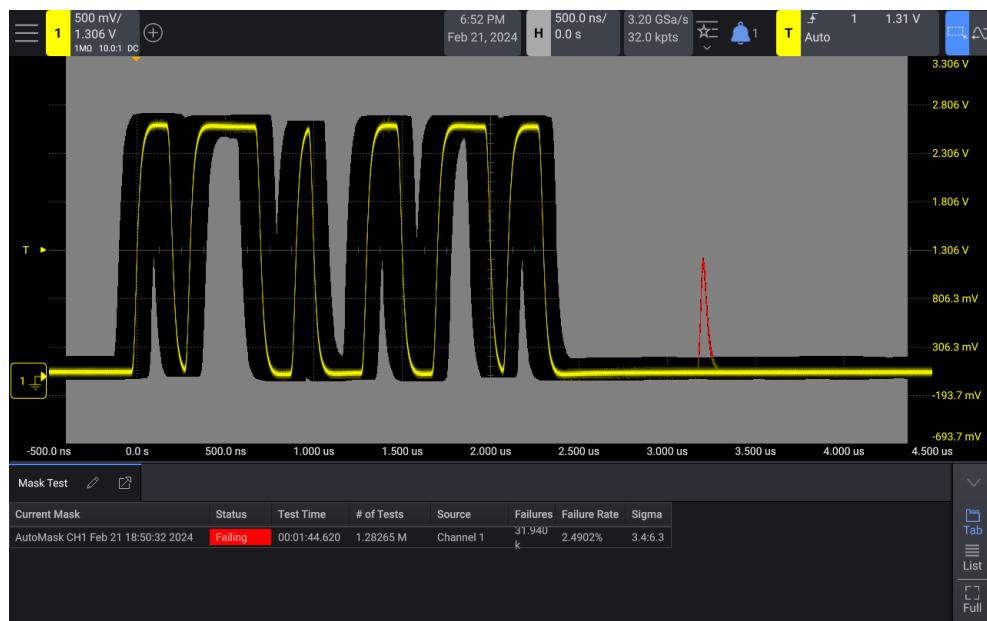 1
500 mV/
1.306 V
1MΩ 10.0:1 DC
6:52 PM
Feb 21, 2024
H
500.0 ns/
0.0 s
3.20 GSa/s
32.0 kpts
1
T
1 1.31 V
Auto
3.306 V
2.806 V
2.306 V
1.806 V
T
1.306 V
806.3 mV
306.3 mV
1
-193.7 mV
-693.7 mV
-500.0 ns 0.0 s 500.0 ns 1.000 us 1.500 us 2.000 us 2.500 us 3.000 us 3.500 us 4.000 us 4.500 us
Mask Test
Current Mask Status Test Time # of Tests Source Failures Failure Rate Sigma
AutoMask CH1 Feb 21 18:50:32 2024 Failing 00:01:44.620 1.28265 M Channel 1 31.940 k 2.4902% 3.4:6.3
Tab
List
Full